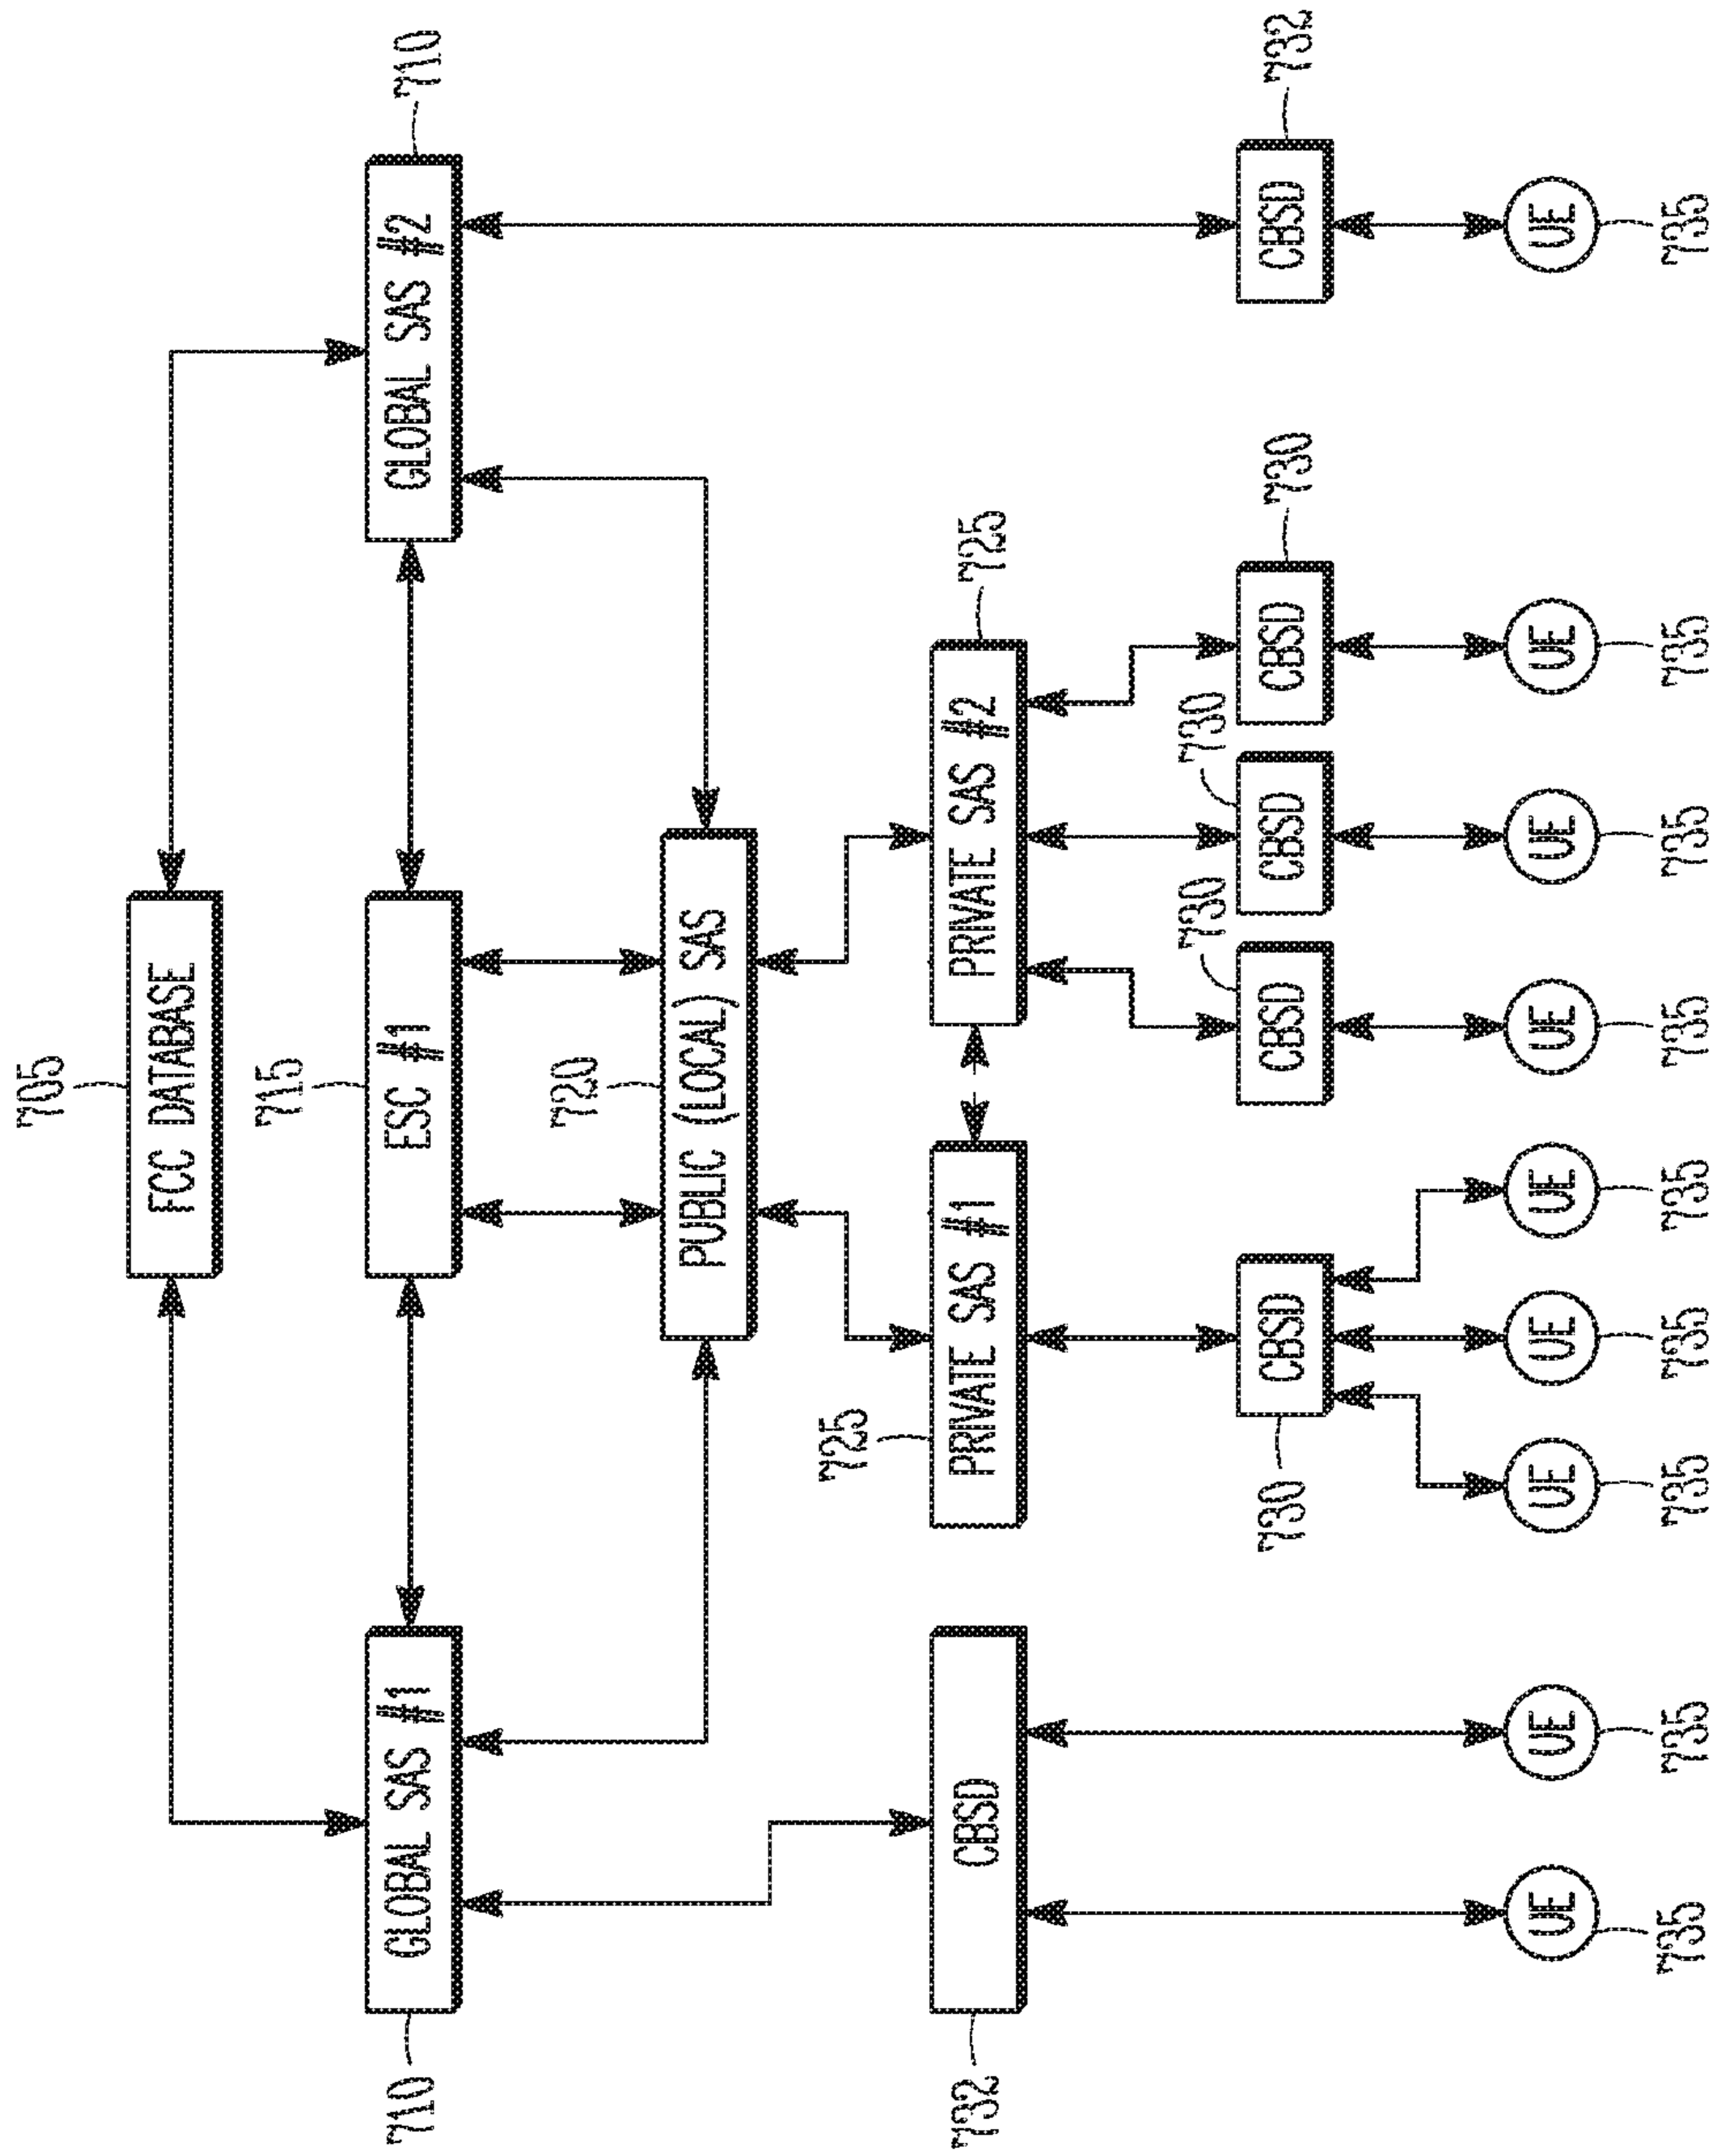 705
FCC DATABASE
715
710
GLOBAL SAS #1
ESC #1
GLOBAL SAS #2
710
720
PUBLIC (LOCAL) SAS
725
732
CBSD
PRIVATE SAS #1
PRIVATE SAS #2
725
730
730
730
CBSD
CBSD
CBSD
CBSD
730
CBSD
732
UE
UE
UE
UE
UE
UE
UE
UE
UE
735
735
735
735
735
735
735
735
735